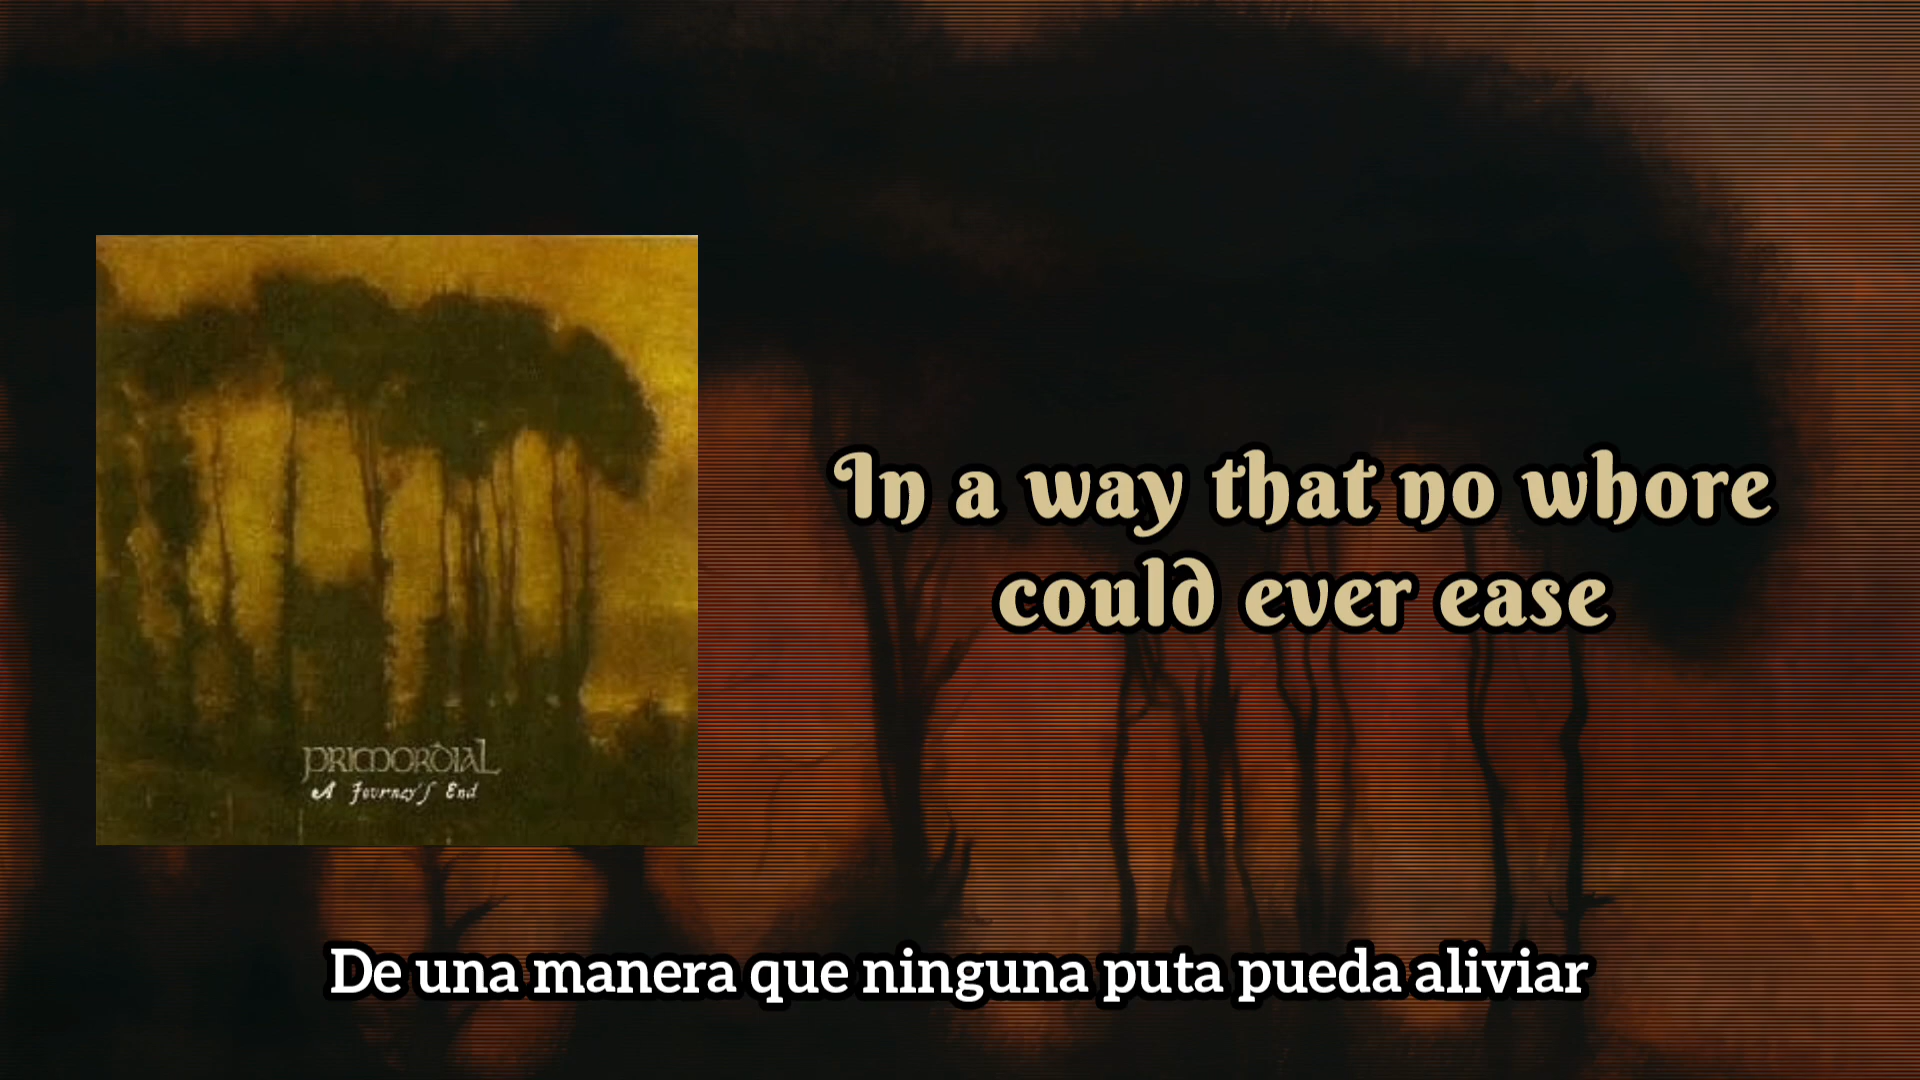 In a way that no whore
could ever ease
PRIMORDIAL
A Journey's End
De una manera que ninguna puta pueda aliviar